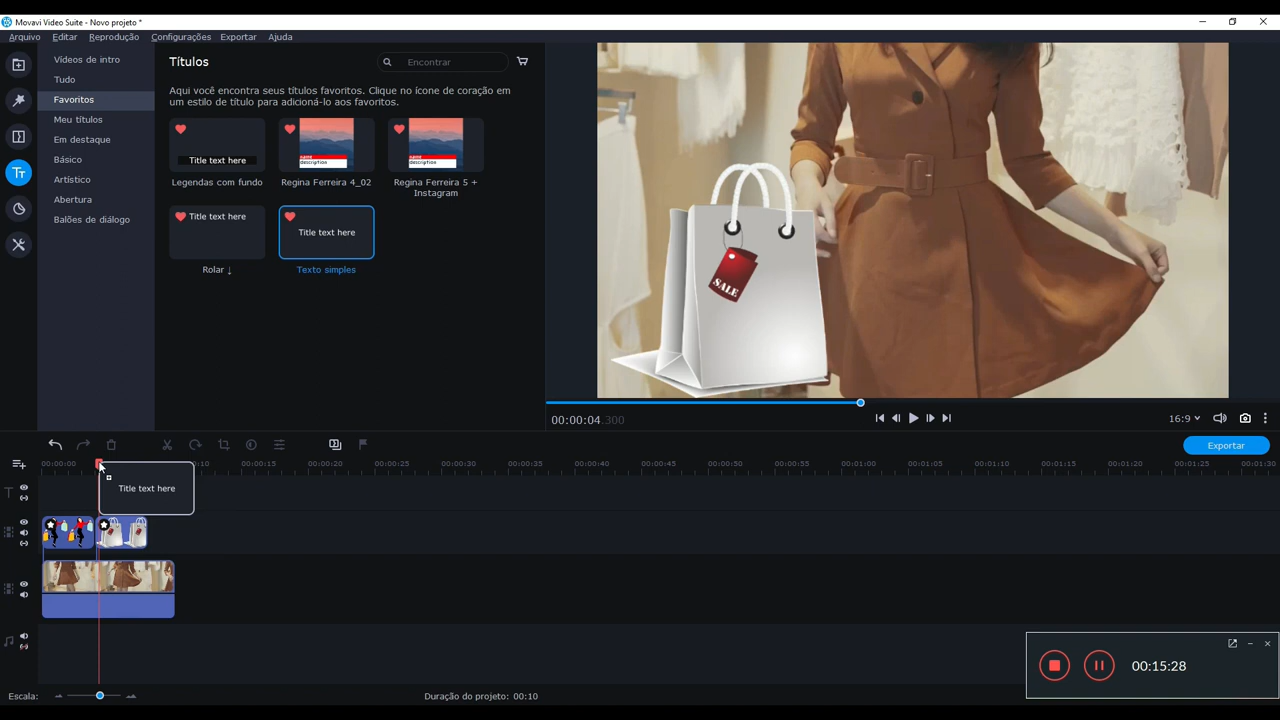 Movavi Video Suite - Novo projeto *
Arquivo Editar Reprodução Configurações Exportar Ajuda
Vídeos de intro
Tudo
Favoritos
Meu títulos
Em destaque
Básico
Artístico
Abertura
Balões de diálogo
Títulos
Encontrar
Aqui você encontra seus títulos favoritos. Clique no ícone de coração em
um estilo de título para adicioná-lo aos favoritos.
Title text here
Legendas com fundo
name
description
Regina Ferreira 4_02
name
description
Regina Ferreira 5 +
Instagram
Title text here
Rolar ↓
Title text here
Texto simples
SALE
00:00:04.300
16:9
Exportar
00:00:00 :10 00:00:15 00:00:20 00:00:25 00:00:30 00:00:35 00:00:40 00:00:45 00:00:50 00:00:55 00:01:00 00:01:05 00:01:10 00:01:15 00:01:20 00:01:25 00:01:30
Title text here
00:15:28
Escala:
Duração do projeto: 00:10